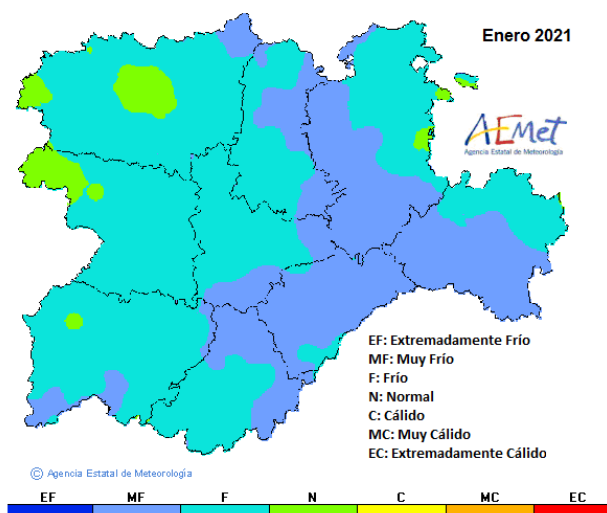 Enero 2021
AEMet
Agencia Estatal de Meteorología
EF: Extremadamente Frío
MF: Muy Frío
F: Frío
N: Normal
C: Cálido
MC: Muy Cálido
EC: Extremadamente Cálido
© Agencia Estatal de Meteorología
EF MF F N C MC EC